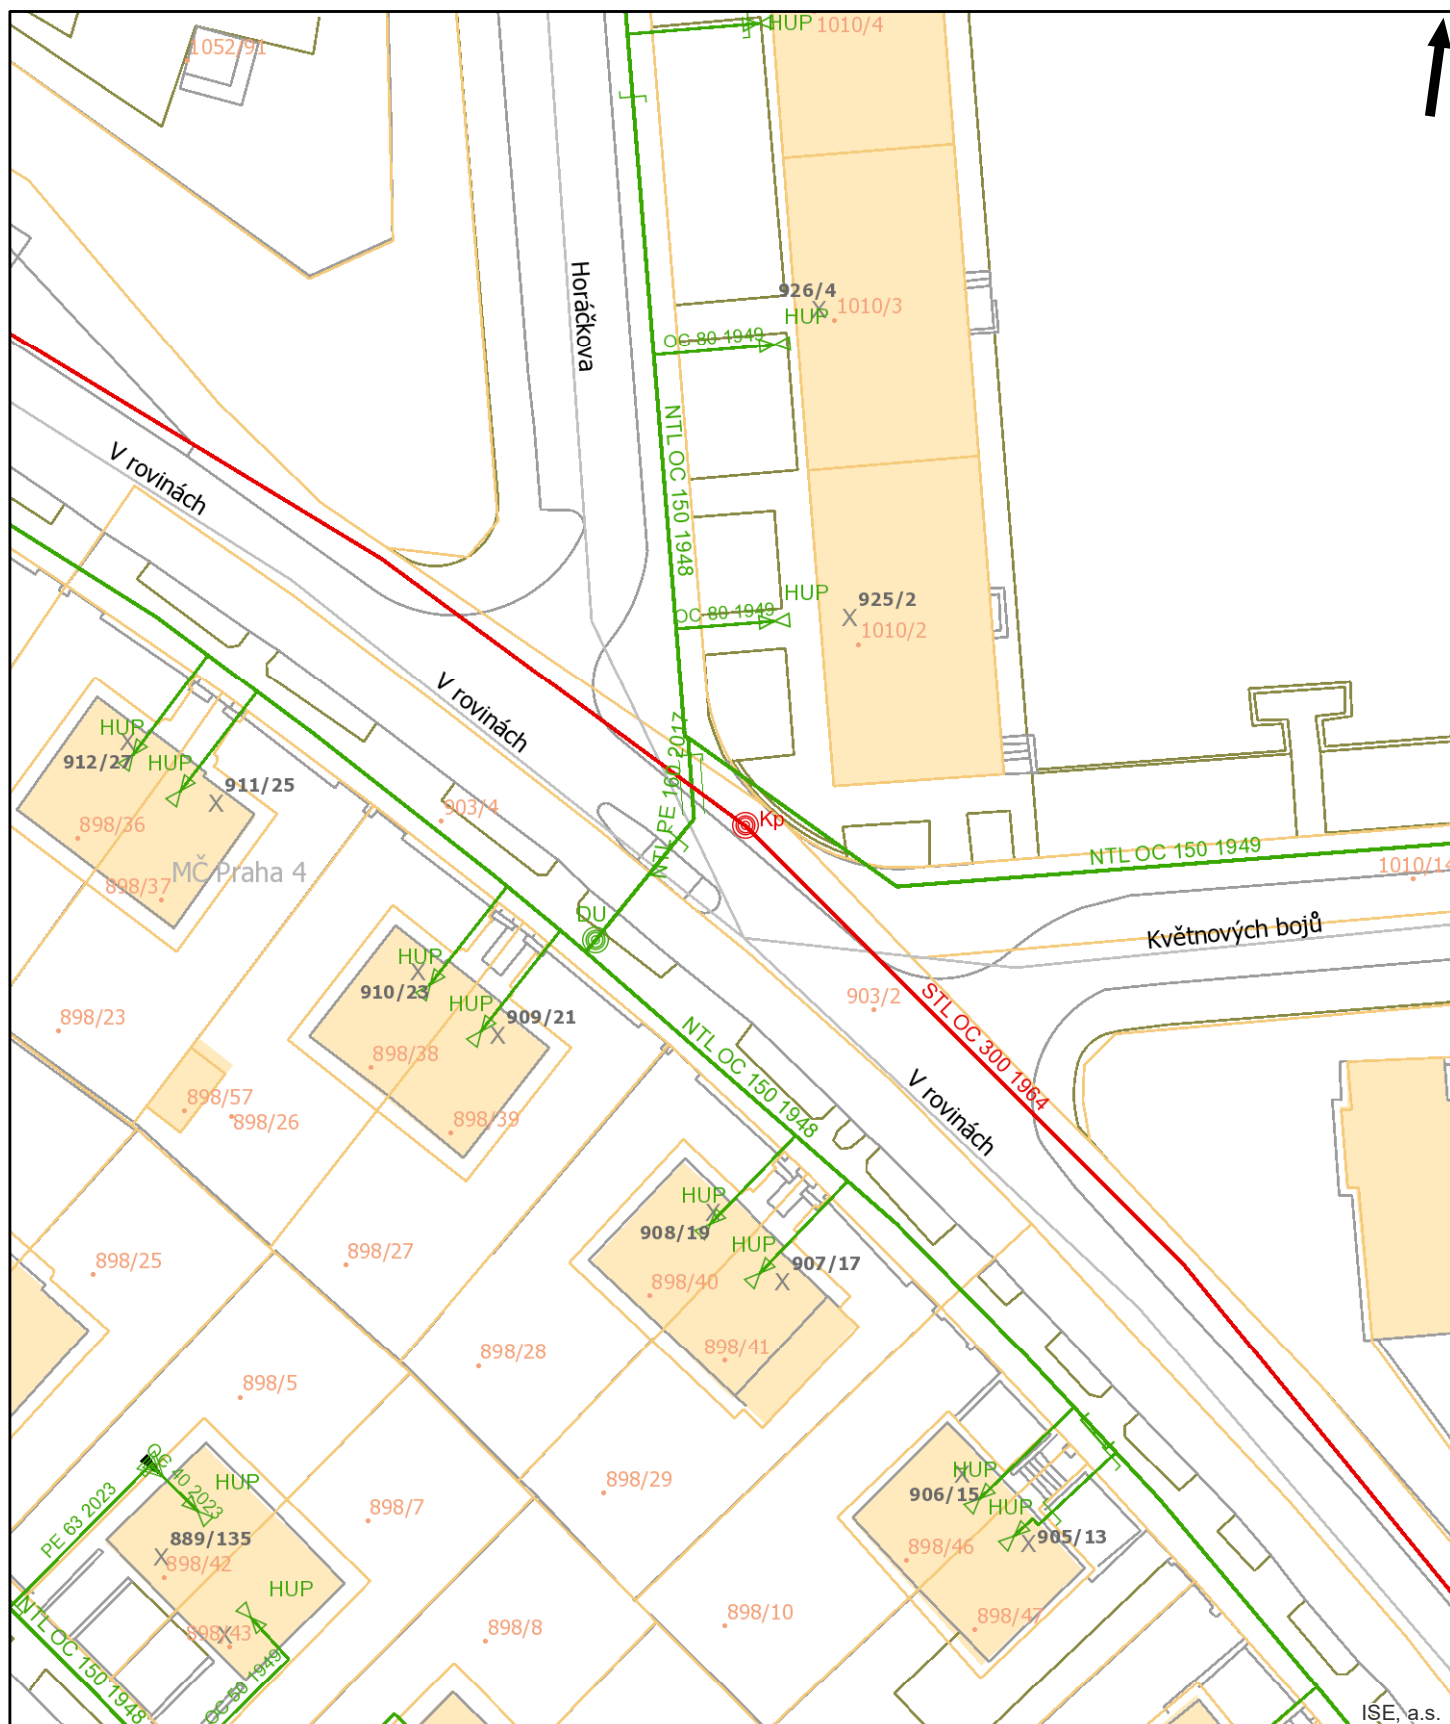 1052/91
HUP
1010/4
Horáčkova
926/4
HUP
1010/3
OC 80 1949
NTL OC 150 1948
V rovinách
HUP
925/2
OC 80 1949
1010/2
V rovinách
NTL PE 160 2017
HUP
912/27
HUP
911/25
898/36
903/4
Kp
MČ Praha 4
898/37
NTL OC 150 1949
1010/14
DU
Květnových bojů
HUP
910/23
HUP
909/21
903/2
STL OC 300 1964
898/23
898/38
NTL OC 150 1948
898/57
898/26
898/39
V rovinách
HUP
908/19
HUP
907/17
898/25
898/27
898/40
898/28
898/41
898/5
OC 40 2023
HUP
PE 63 2023
898/29
HUP
906/15
HUP
905/13
898/7
889/135
898/42
898/46
HUP
898/10
898/47
898/8
898/43
NTL OC 150 1948
OC 50 1949
ISE, a.s.